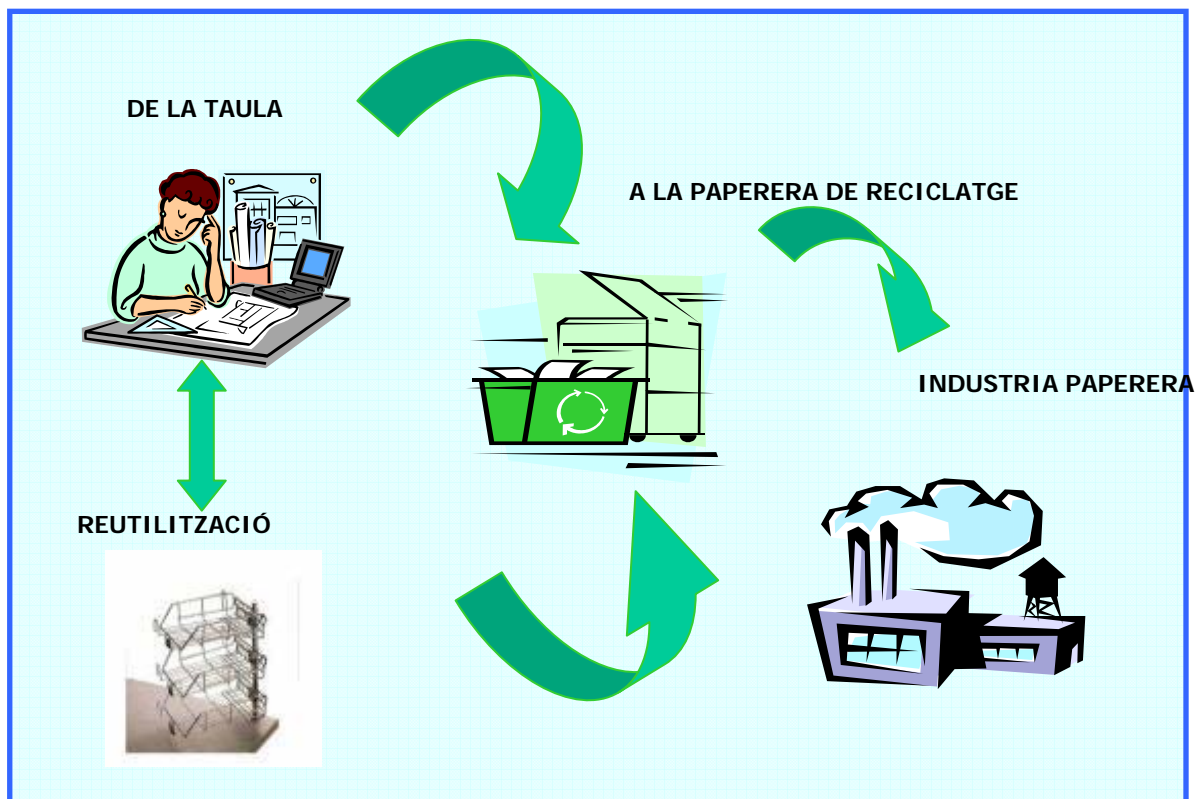 DE LA TAULA
A LA PAPERERA DE RECICLATGE
INDUSTRIA PAPERERA
REUTILITZACIÓ